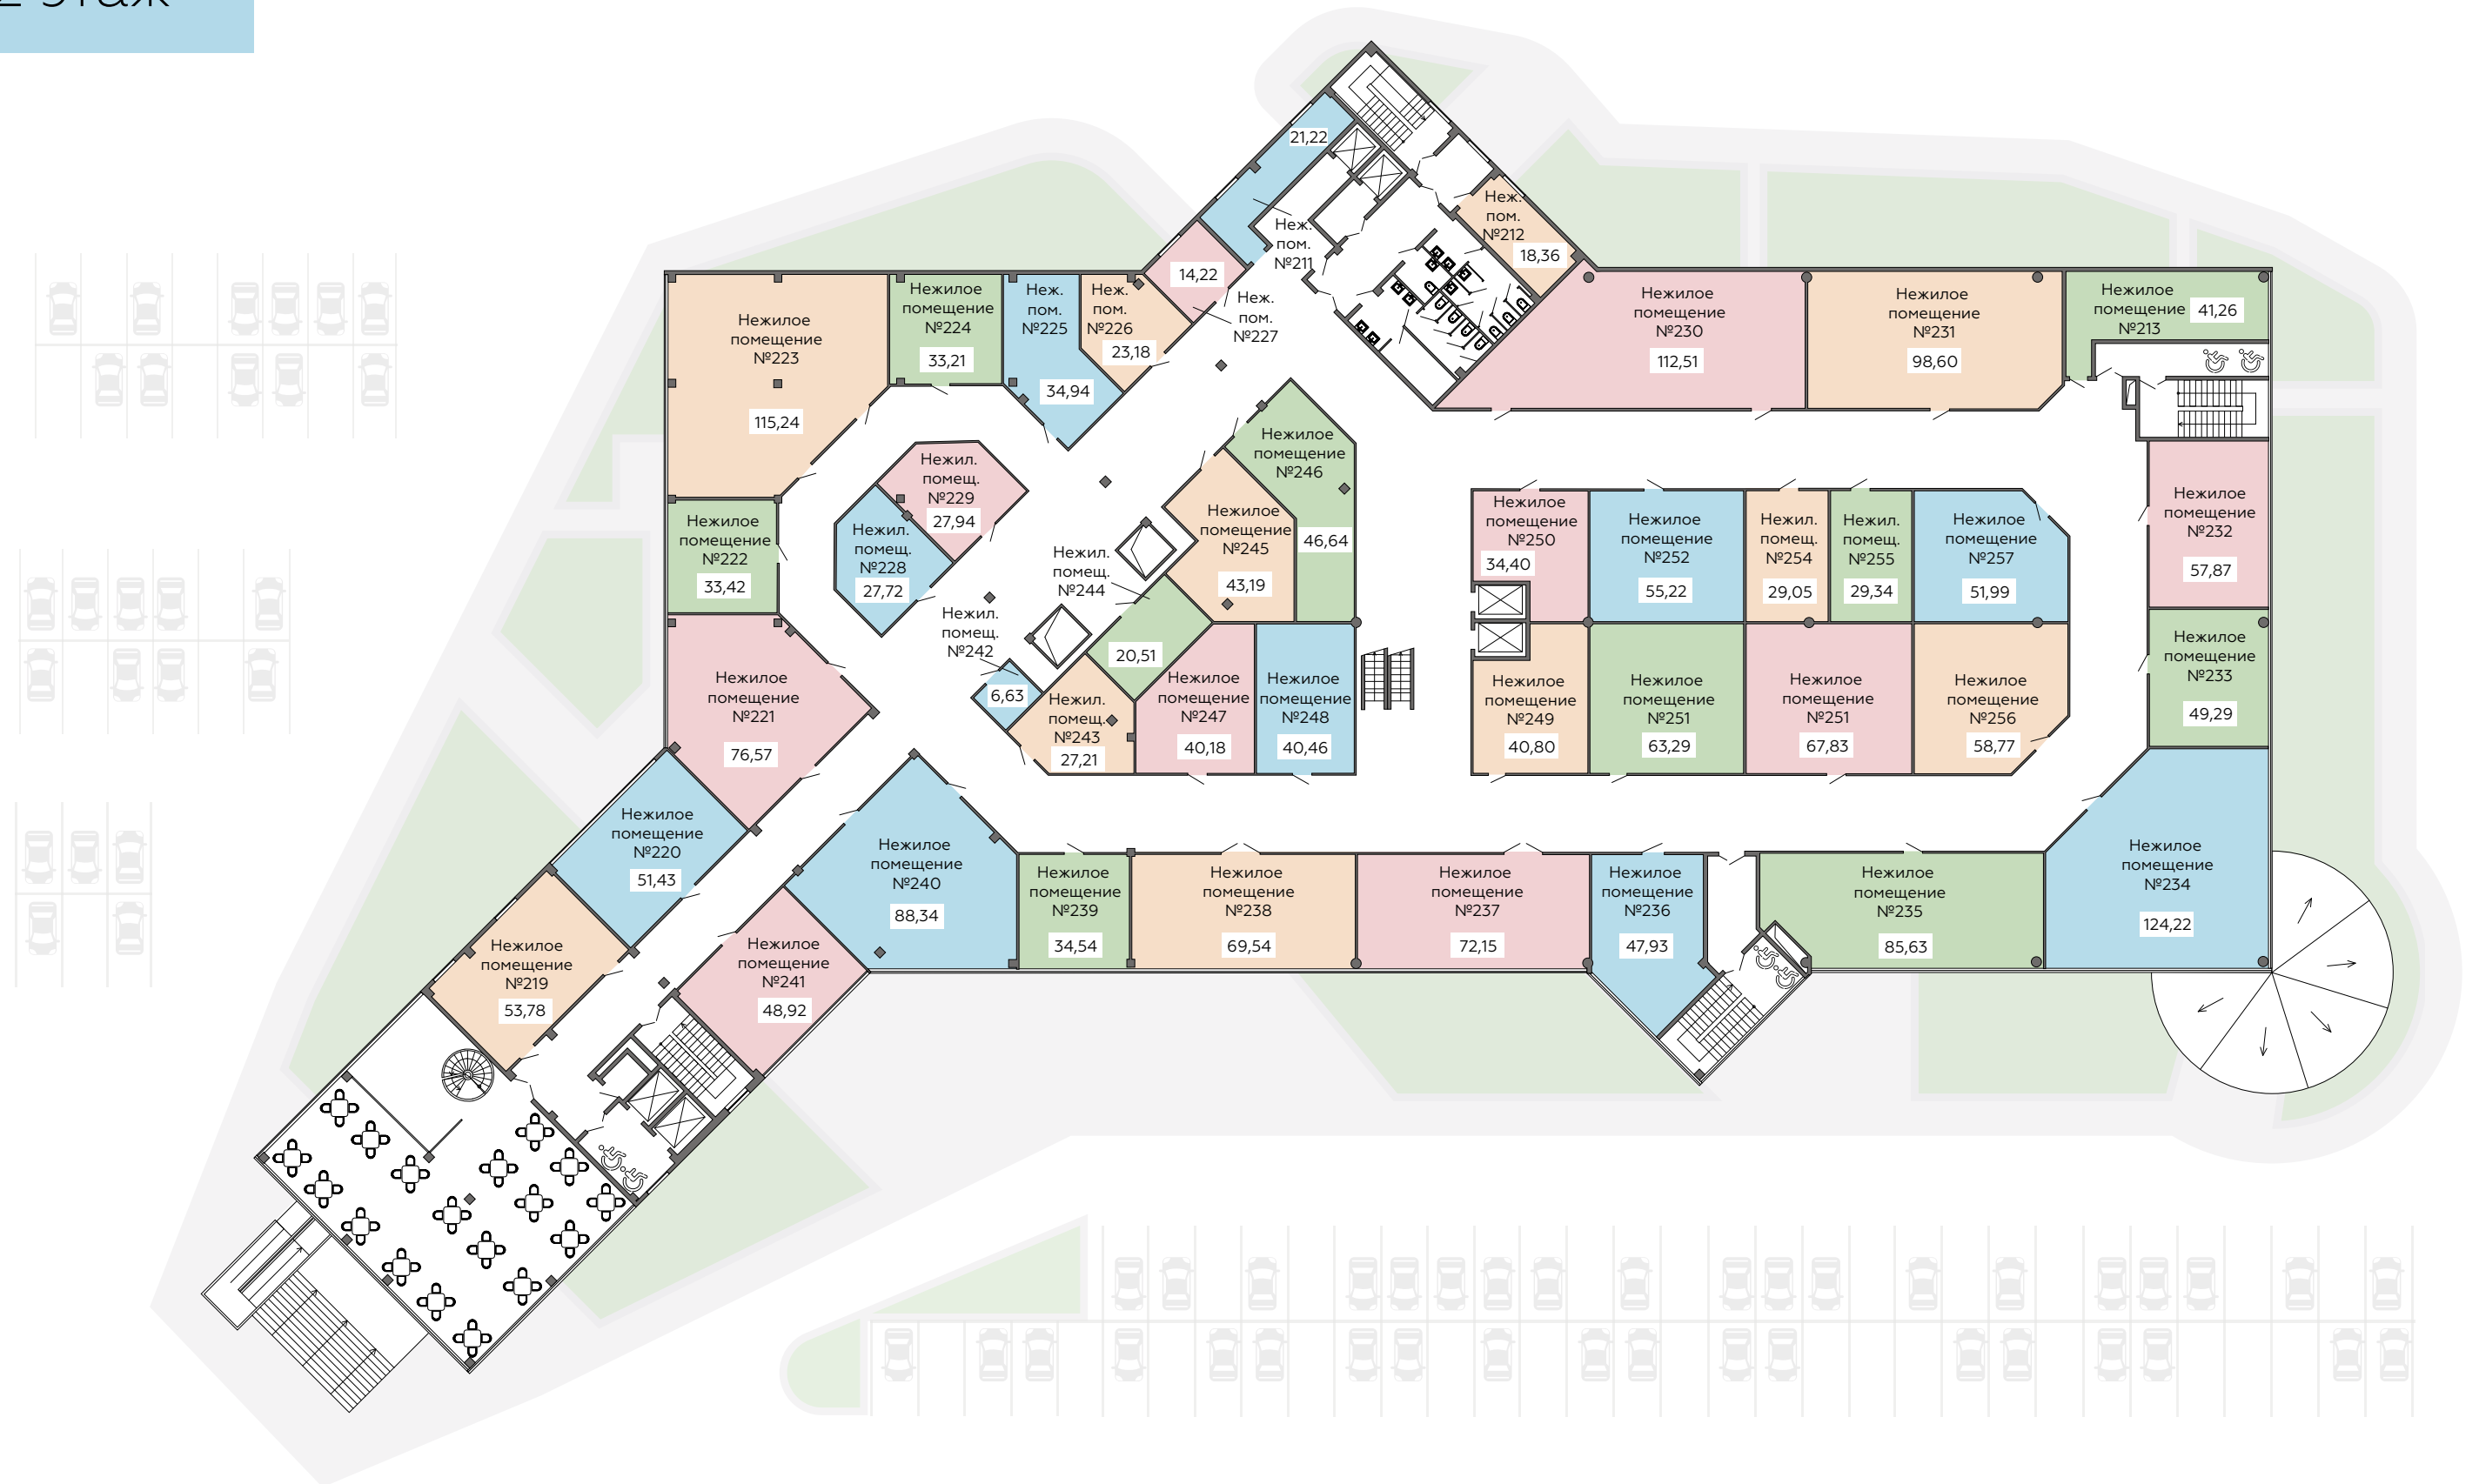 2 этаж
21,22
Неж.
пом.
№211
Неж.
пом.
№212
18,36
14,22
Неж.
пом.
№227
Нежилое
помещение
№223
115,24
Нежилое
помещение
№224
33,21
Неж.
пом.
№225
34,94
Неж.
пом.
№226
23,18
Нежилое
помещение
№230
112,51
Нежилое
помещение
№231
98,60
Нежилое
помещение
№213
41,26
Нежил.
помещ.
№229
27,94
Нежил.
помещ.
№228
27,72
Нежилое
помещение
№222
33,42
Нежилое
помещение
№246
46,64
Нежилое
помещение
№245
43,19
Нежил.
помещ.
№244
20,51
Нежил.
помещ.
№242
6,63
Нежил.
помещ.
№243
27,21
Нежилое
помещение
№247
40,18
Нежилое
помещение
№248
40,46
Нежилое
помещение
№250
34,40
Нежилое
помещение
№252
55,22
Нежил.
помещ.
№254
29,05
Нежил.
помещ.
№255
29,34
Нежилое
помещение
№257
51,99
Нежилое
помещение
№232
57,87
Нежилое
помещение
№233
49,29
Нежилое
помещение
№249
40,80
Нежилое
помещение
№251
63,29
Нежилое
помещение
№251
67,83
Нежилое
помещение
№256
58,77
Нежилое
помещение
№221
76,57
Нежилое
помещение
№220
51,43
Нежилое
помещение
№219
53,78
Нежилое
помещение
№240
88,34
Нежилое
помещение
№241
48,92
Нежилое
помещение
№239
34,54
Нежилое
помещение
№238
69,54
Нежилое
помещение
№237
72,15
Нежилое
помещение
№236
47,93
Нежилое
помещение
№235
85,63
Нежилое
помещение
№234
124,22